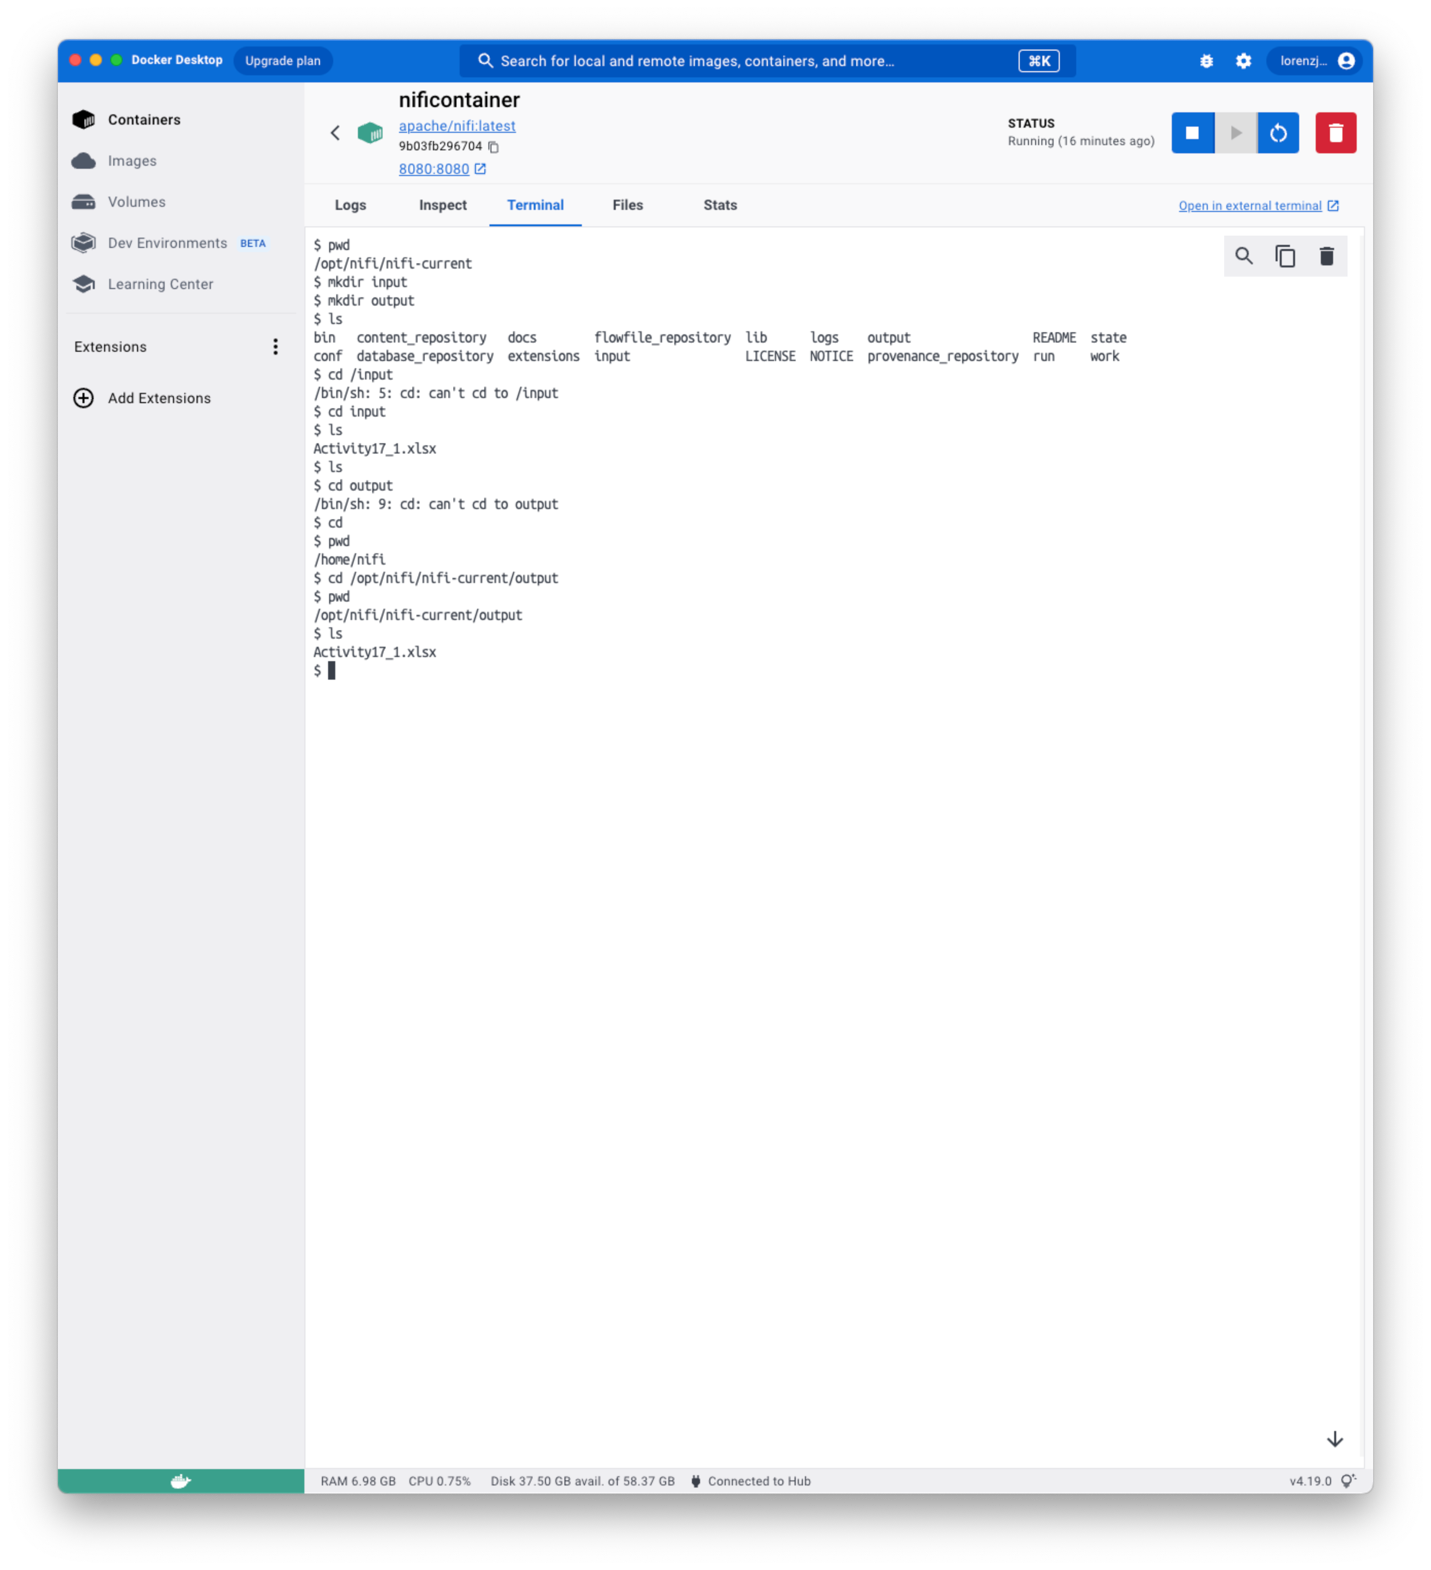 Docker Desktop
Upgrade plan
Search for local and remote images, containers, and more...
⌘K
lorenzj...
Containers
Images
Volumes
Dev Environments BETA
Learning Center
Extensions
Add Extensions
nificontainer
apache/nifi:latest
9b03fb296704
8080:8080
STATUS
Running (16 minutes ago)
Logs
Inspect
Terminal
Files
Stats
Open in external terminal
$ pwd
/opt/nifi/nifi-current
$ mkdir input
$ mkdir output
$ ls
bin content_repository docs flowfile_repository lib logs output README state
conf database_repository extensions input LICENSE NOTICE provenance_repository run work
$ cd /input
/bin/sh: 5: cd: can't cd to /input
$ cd input
$ ls
Activity17_1.xlsx
$ ls
$ cd output
/bin/sh: 9: cd: can't cd to output
$ cd
$ pwd
/home/nifi
$ cd /opt/nifi/nifi-current/output
$ pwd
/opt/nifi/nifi-current/output
$ ls
Activity17_1.xlsx
$
RAM 6.98 GB CPU 0.75% Disk 37.50 GB avail. of 58.37 GB Connected to Hub
v4.19.0